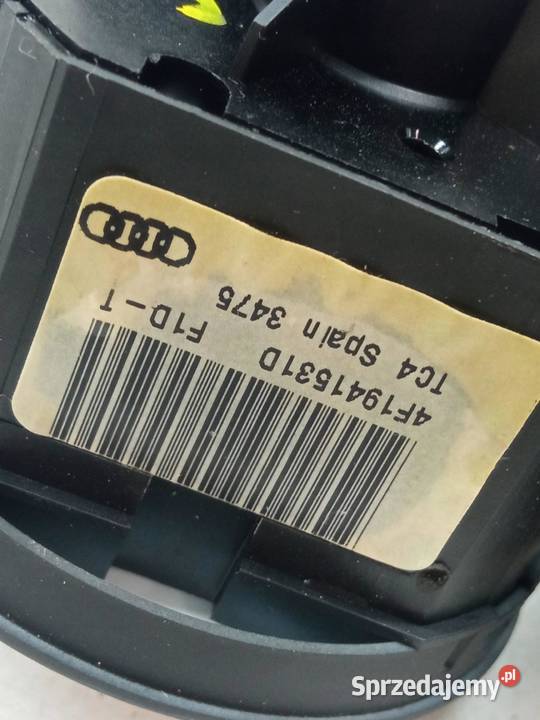 4F1941531D F1D-T
TC4 Spain 3475
Sprzedajemy.pl